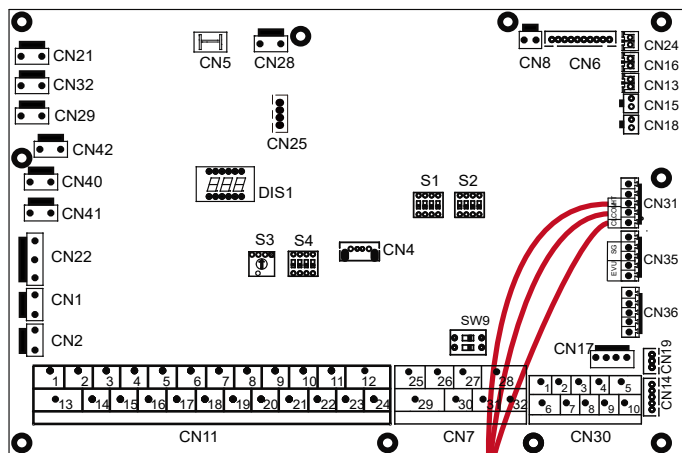 CN21
CN5
CN28
CN8
CN6
CN24
CN32
CN16
CN13
CN29
CN15
CN25
CN18
CN42
CN40
DIS1
S1
S2
CN31
CN41
S3
S4
CN4
SG
EVU
CN35
CN22
CN1
CN36
SW9
CN2
CN17
CN19
1 2 3 4 5 6 7 8 9 10 11 12
25 26 27 28
1 2 3 4 5
13 14 15 16 17 18 19 20 21 22 23 24
29 30 31 32
6 7 8 9 10
CN14
CN11
CN7
CN30